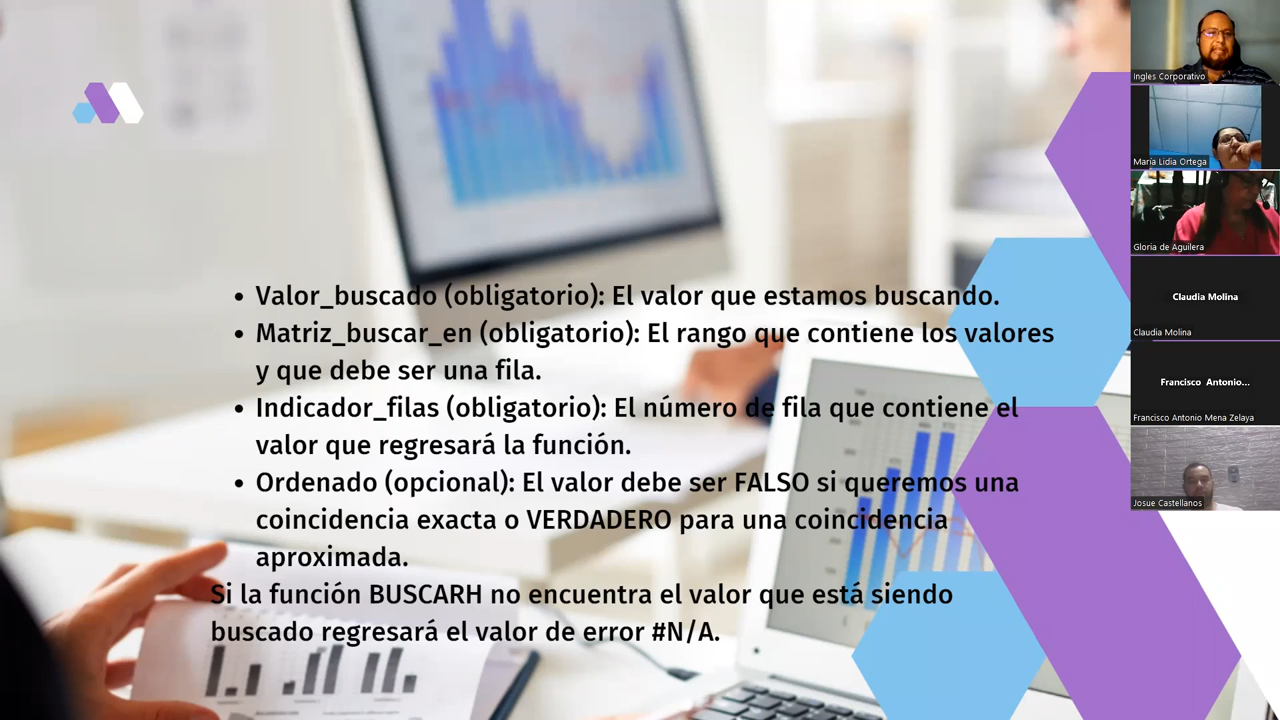 Valor_buscado (obligatorio): El valor que estamos buscando.
Matriz_buscar_en (obligatorio): El rango que contiene los valores
y que debe ser una fila.
Indicador_filas (obligatorio): El número de fila que contiene el
valor que regresará la función.
Ordenado (opcional): El valor debe ser FALSO si queremos una
coincidencia exacta o VERDADERO para una coincidencia
aproximada.
Si la función BUSCARH no encuentra el valor que está siendo
buscado regresará el valor de error #N/A.
Ingles Corporativo
María Lidia Ortega
Gloria de Aguilera
Claudia Molina
Claudia Molina
Francisco Antonio...
Francisco Antonio Mena Zelaya
Josue Castellanos